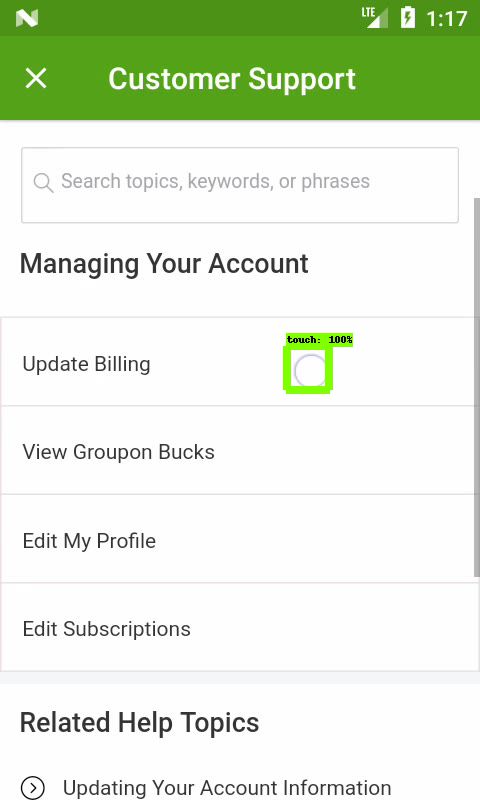 LTE 1:17
Customer Support
Search topics, keywords, or phrases
Managing Your Account
touch: 100%
Update Billing
View Groupon Bucks
Edit My Profile
Edit Subscriptions
Related Help Topics
Updating Your Account Information